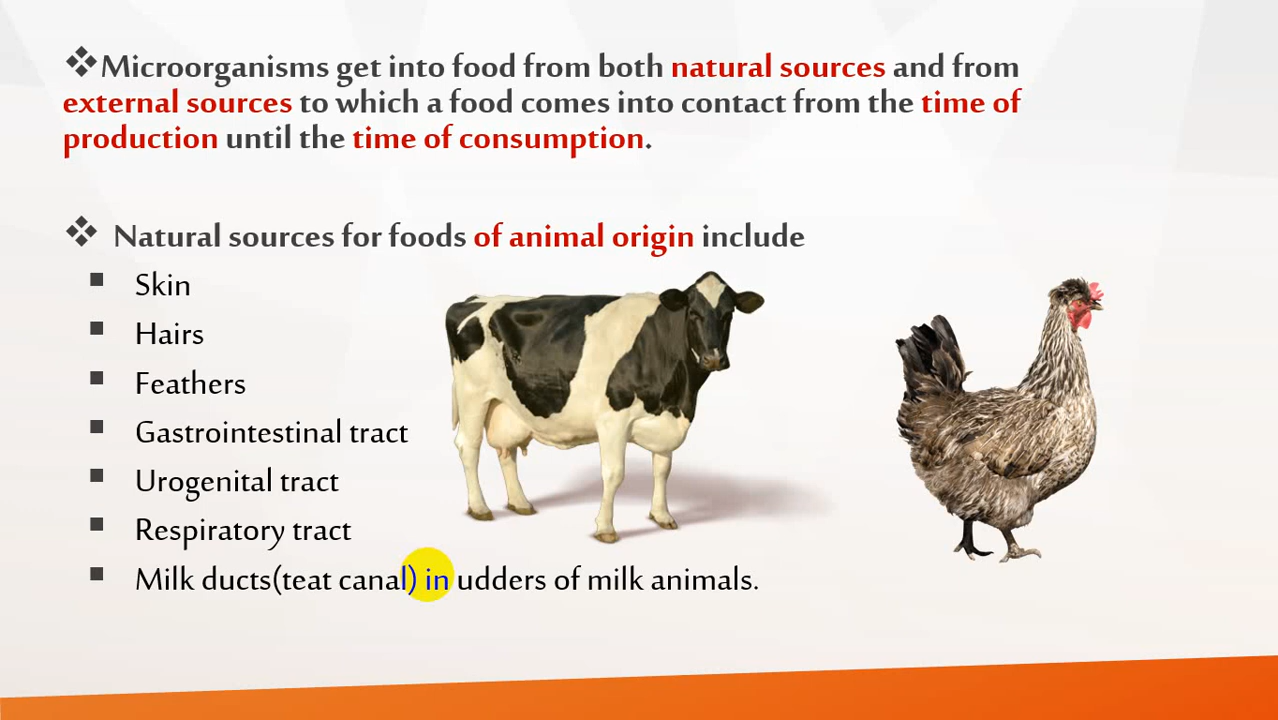 ❖Microorganisms get into food from both natural sources and from
external sources to which a food comes into contact from the time of
production until the time of consumption.
❖ Natural sources for foods of animal origin include
▪ Skin
▪ Hairs
▪ Feathers
▪ Gastrointestinal tract
▪ Urogenital tract
▪ Respiratory tract
▪ Milk ducts(teat canal) in udders of milk animals.